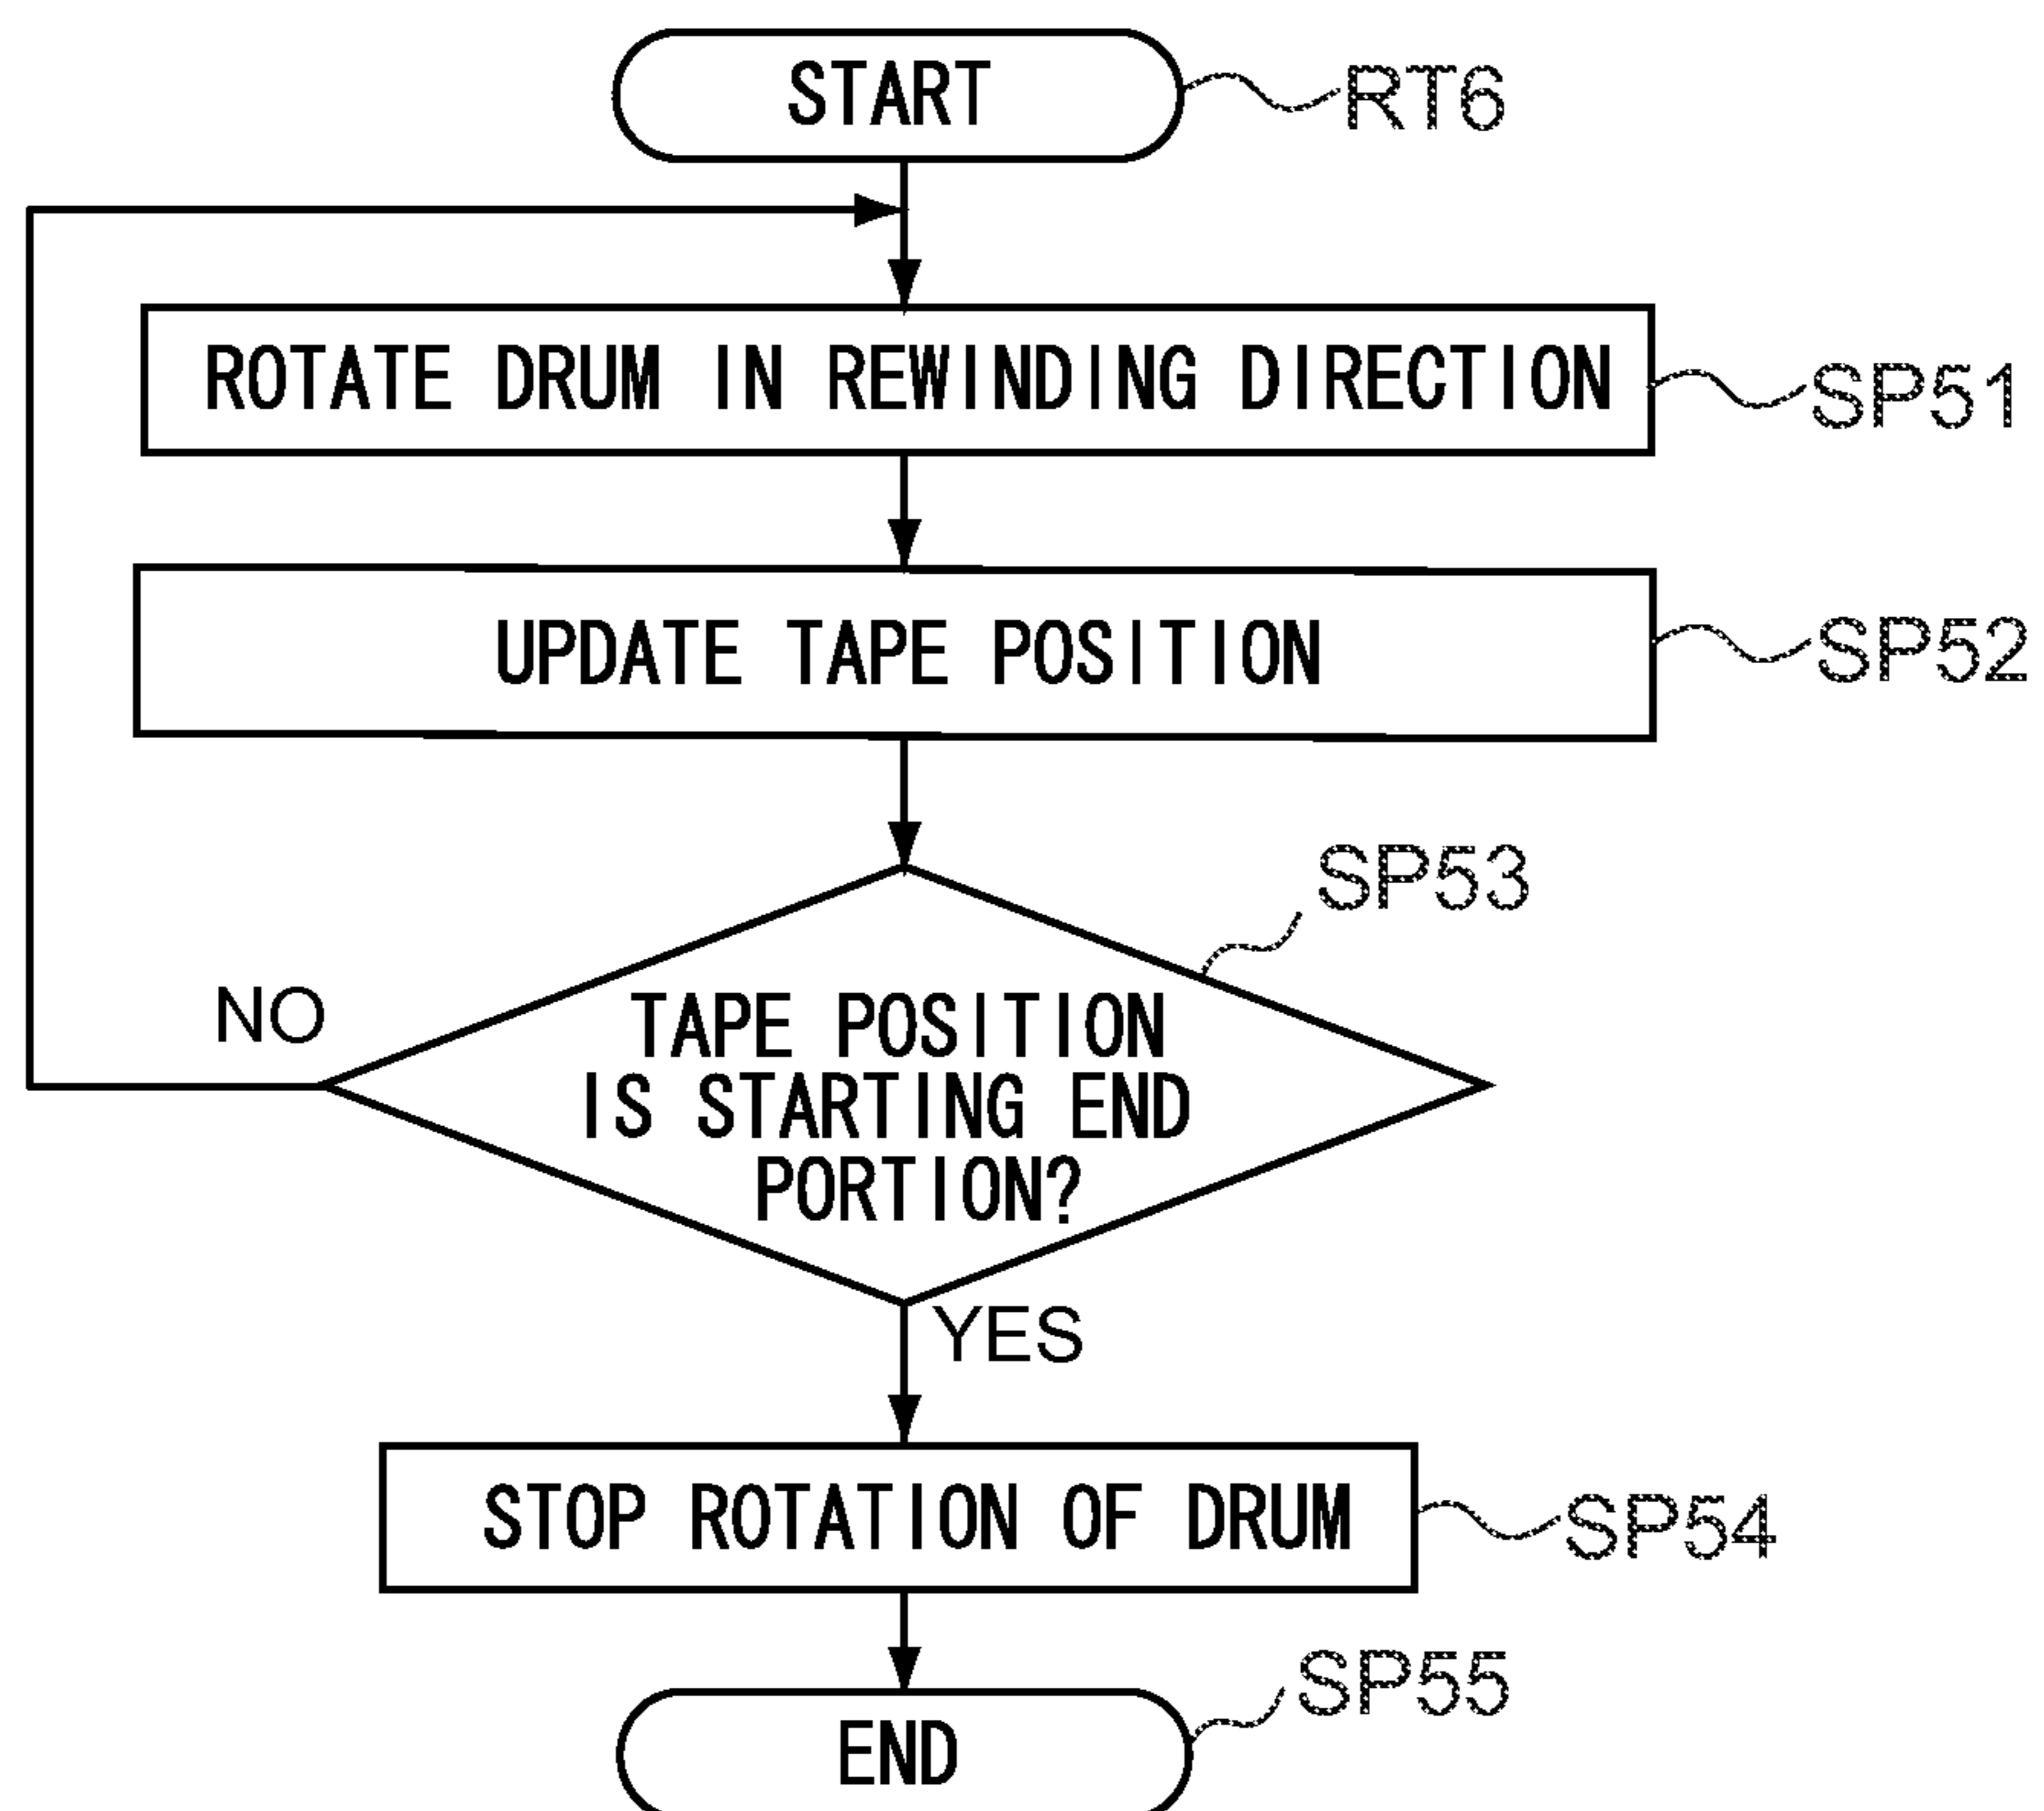 START
RT6
ROTATE DRUM IN REWINDING DIRECTION
SP51
UPDATE TAPE POSITION
SP52
SP53
NO
TAPE POSITION
IS STARTING END
PORTION?
YES
STOP ROTATION OF DRUM
SP54
SP55
END